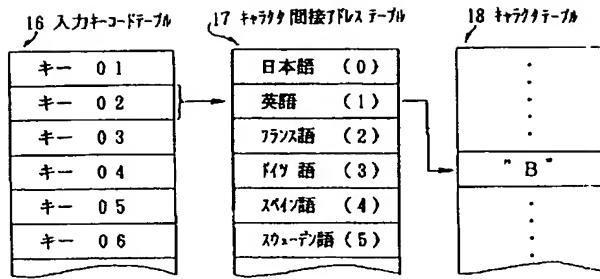 16 入力キーコードテーブル
キー 01
キー 02
キー 03
キー 04
キー 05
キー 06
17 キャラクタ間接アドレステーブル
日本語 (0)
英語 (1)
フランス語 (2)
ドイツ語 (3)
スペイン語 (4)
スウェーデン語 (5)
18 キャラクタテーブル
"B"